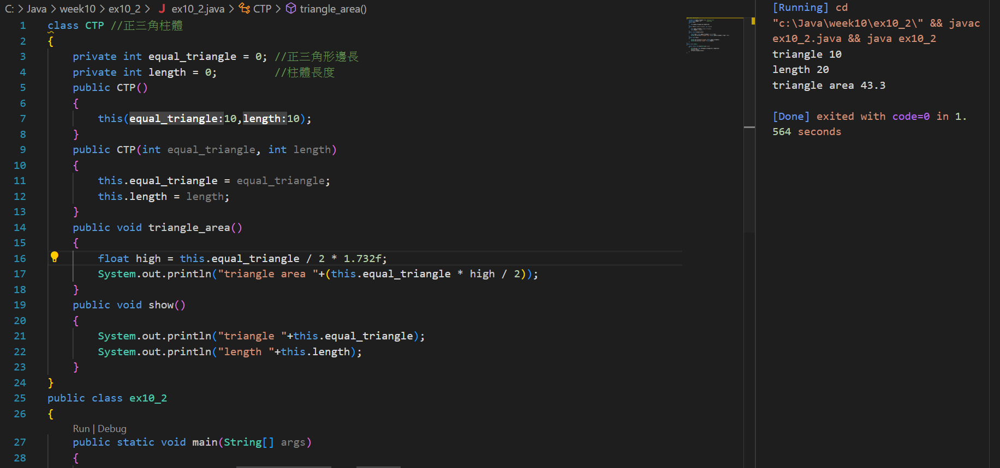 C: > Java > week10 > ex10_2 > J ex10_2.java > CTP > triangle_area()
1 class CTP //正三角柱體
2 {
3 private int equal_triangle = 0; //正三角形邊長
4 private int length = 0; //柱體長度
5 public CTP()
6 {
7 this(equal_triangle:10,length:10);
8 }
9 public CTP(int equal_triangle, int length)
10 {
11 this.equal_triangle = equal_triangle;
12 this.length = length;
13 }
14 public void triangle_area()
15 {
16 float high = this.equal_triangle / 2 * 1.732f;
17 System.out.println("triangle area "+(this.equal_triangle * high / 2));
18 }
19 public void show()
20 {
21 System.out.println("triangle "+this.equal_triangle);
22 System.out.println("length "+this.length);
23 }
24 }
25 public class ex10_2
26 {
Run | Debug
27 public static void main(String[] args)
28 {
[Running] cd
"c:\Java\week10\ex10_2\" && javac
ex10_2.java && java ex10_2
triangle 10
length 20
triangle area 43.3
[Done] exited with code=0 in 1.
564 seconds